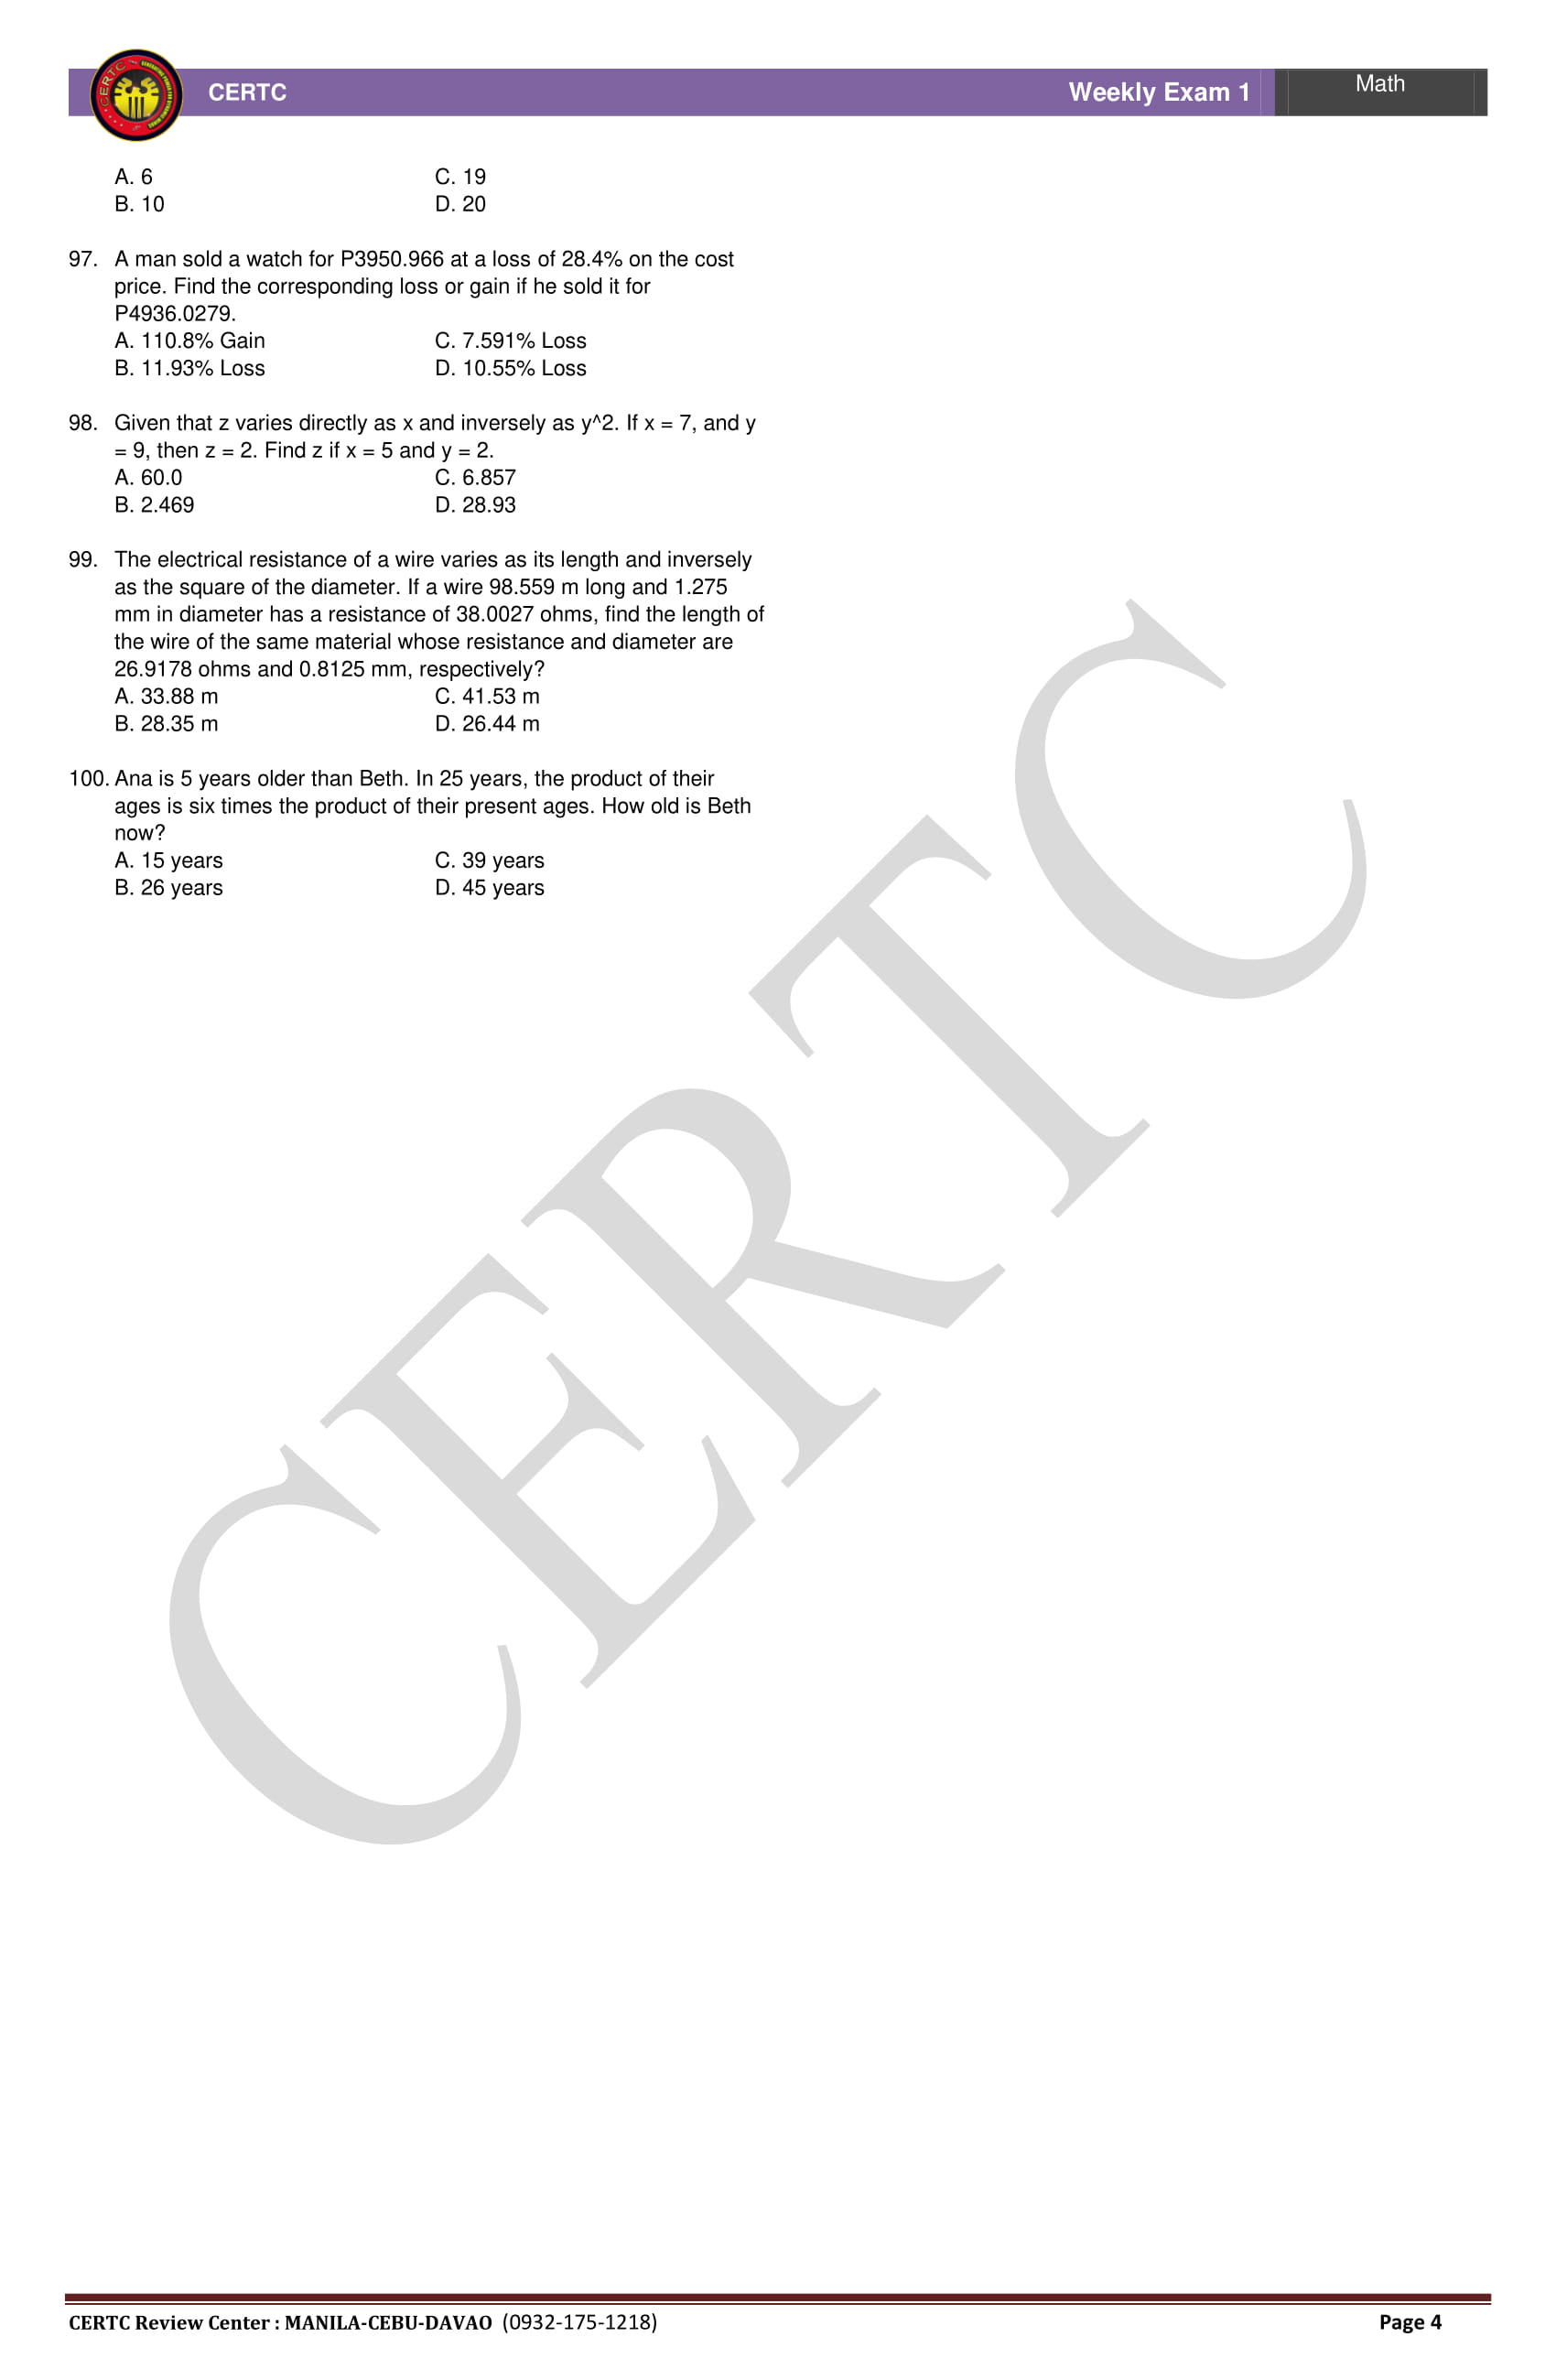 CERTC Weekly Exam 1 Math
A. 6 C. 19
B. 10 D. 20
97. A man sold a watch for P3950.966 at a loss of 28.4% on the cost
price. Find the corresponding loss or gain if he sold it for
P4936.0279.
A. 110.8% Gain C. 7.591% Loss
B. 11.93% Loss D. 10.55% Loss
98. Given that z varies directly as x and inversely as y^2. If x = 7, and y
= 9, then z = 2. Find z if x = 5 and y = 2.
A. 60.0 C. 6.857
B. 2.469 D. 28.93
99. The electrical resistance of a wire varies as its length and inversely
as the square of the diameter. If a wire 98.559 m long and 1.275
mm in diameter has a resistance of 38.0027 ohms, find the length of
the wire of the same material whose resistance and diameter are
26.9178 ohms and 0.8125 mm, respectively?
A. 33.88 m C. 41.53 m
B. 28.35 m D. 26.44 m
100. Ana is 5 years older than Beth. In 25 years, the product of their
ages is six times the product of their present ages. How old is Beth
now?
A. 15 years C. 39 years
B. 26 years D. 45 years
CERTC
CERTC Review Center : MANILA-CEBU-DAVAO (0932-175-1218) Page 4